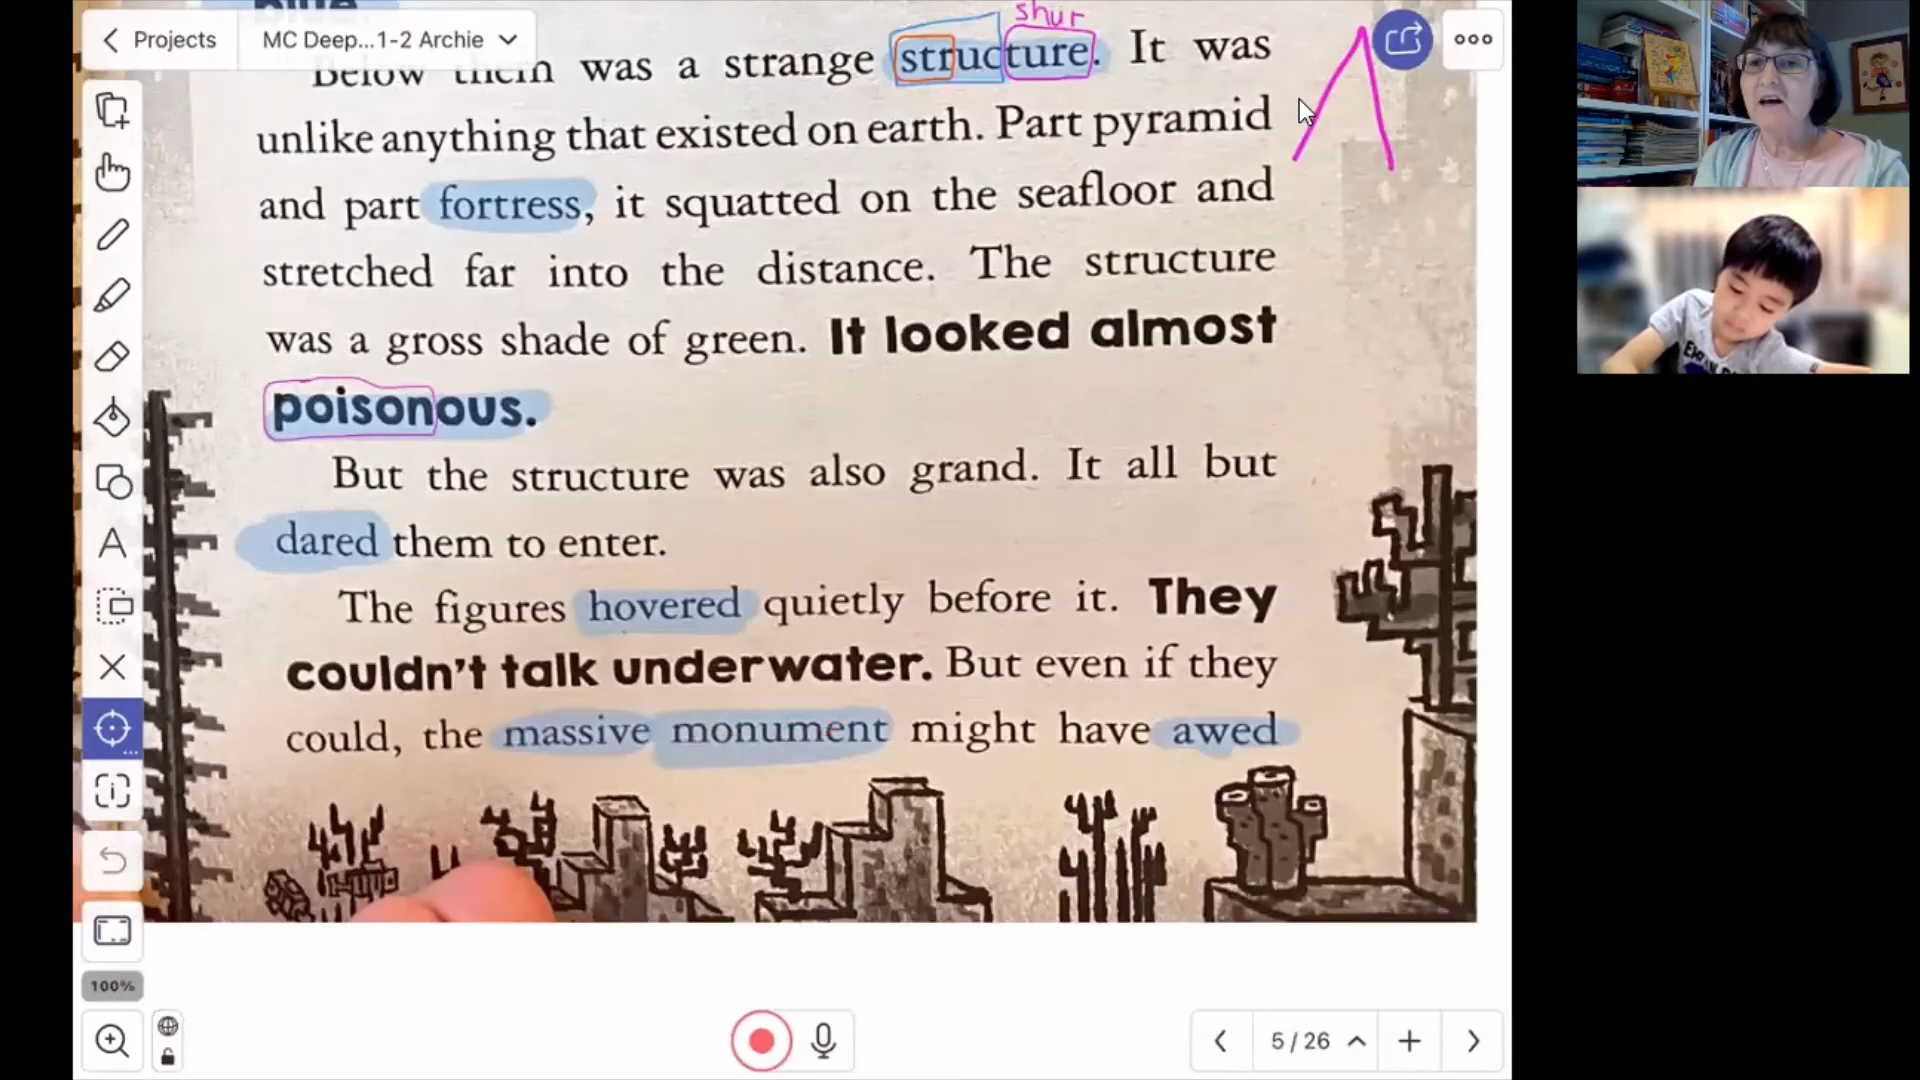 Blue
Projects
MC Deep...1-2 Archie
shur
Below them was a strange structure. It was
unlike anything that existed on earth. Part pyramid
and part fortress, it squatted on the seafloor and
stretched far into the distance. The structure
was a gross shade of green. It looked almost
poisonous.
But the structure was also grand. It all but
dared them to enter.
The figures hovered quietly before it. They
couldn't talk underwater. But even if they
could, the massive monument might have awed
100%
5 / 26